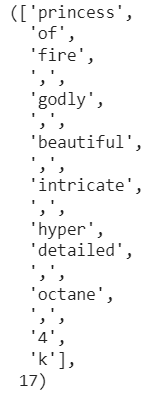 (['princess',
'of',
'fire',
',',
'godly',
',',
'beautiful',
',',
'intricate',
',',
'hyper',
'detailed',
',',
'octane',
',',
'4',
'k'],
17)